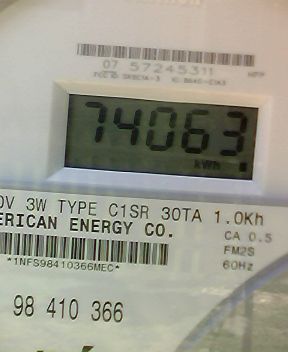 07 57245311
74063
kWh
0V 3W TYPE C1SR 30TA 1.0Kh
ERICAN ENERGY CO.
CA 0.5
FM2S
60Hz
*1NFS98410366MEC*
98 410 366